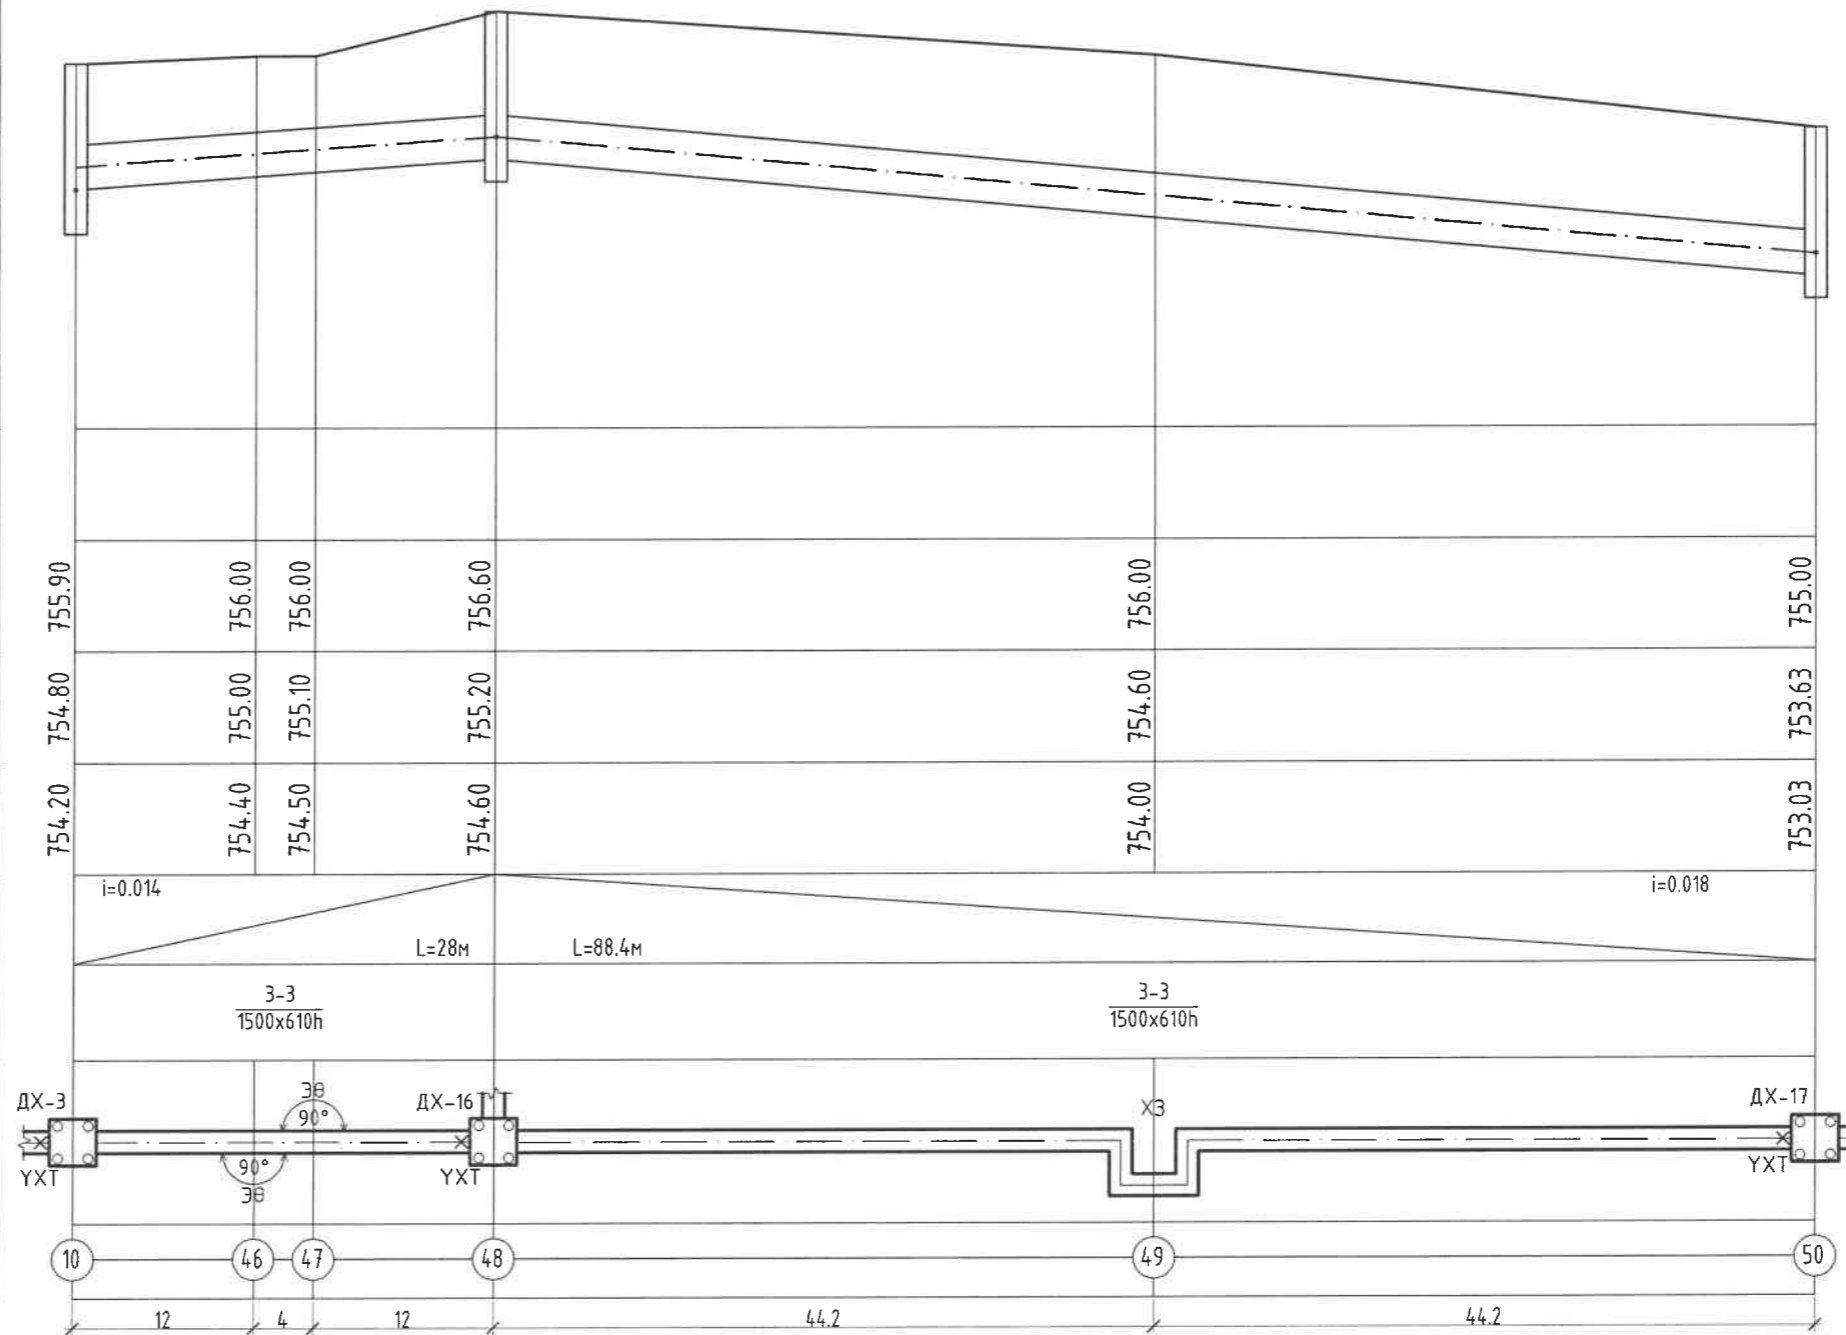 755.90 756.00 756.00 756.60 756.00 755.00
754.80 755.00 755.10 755.20 754.60 753.63
754.20 754.40 754.50 754.60 754.00 753.03
i=0.014 i=0.018
L=28м L=88.4м
3-3 3-3
1500x610h 1500x610h
ДХ-3 Эө ДХ-16 ХЗ ДХ-17
90°
УХТ 90° УХТ УХТ
Эө
10 46 47 48 49 50
12 4 12 44.2 44.2